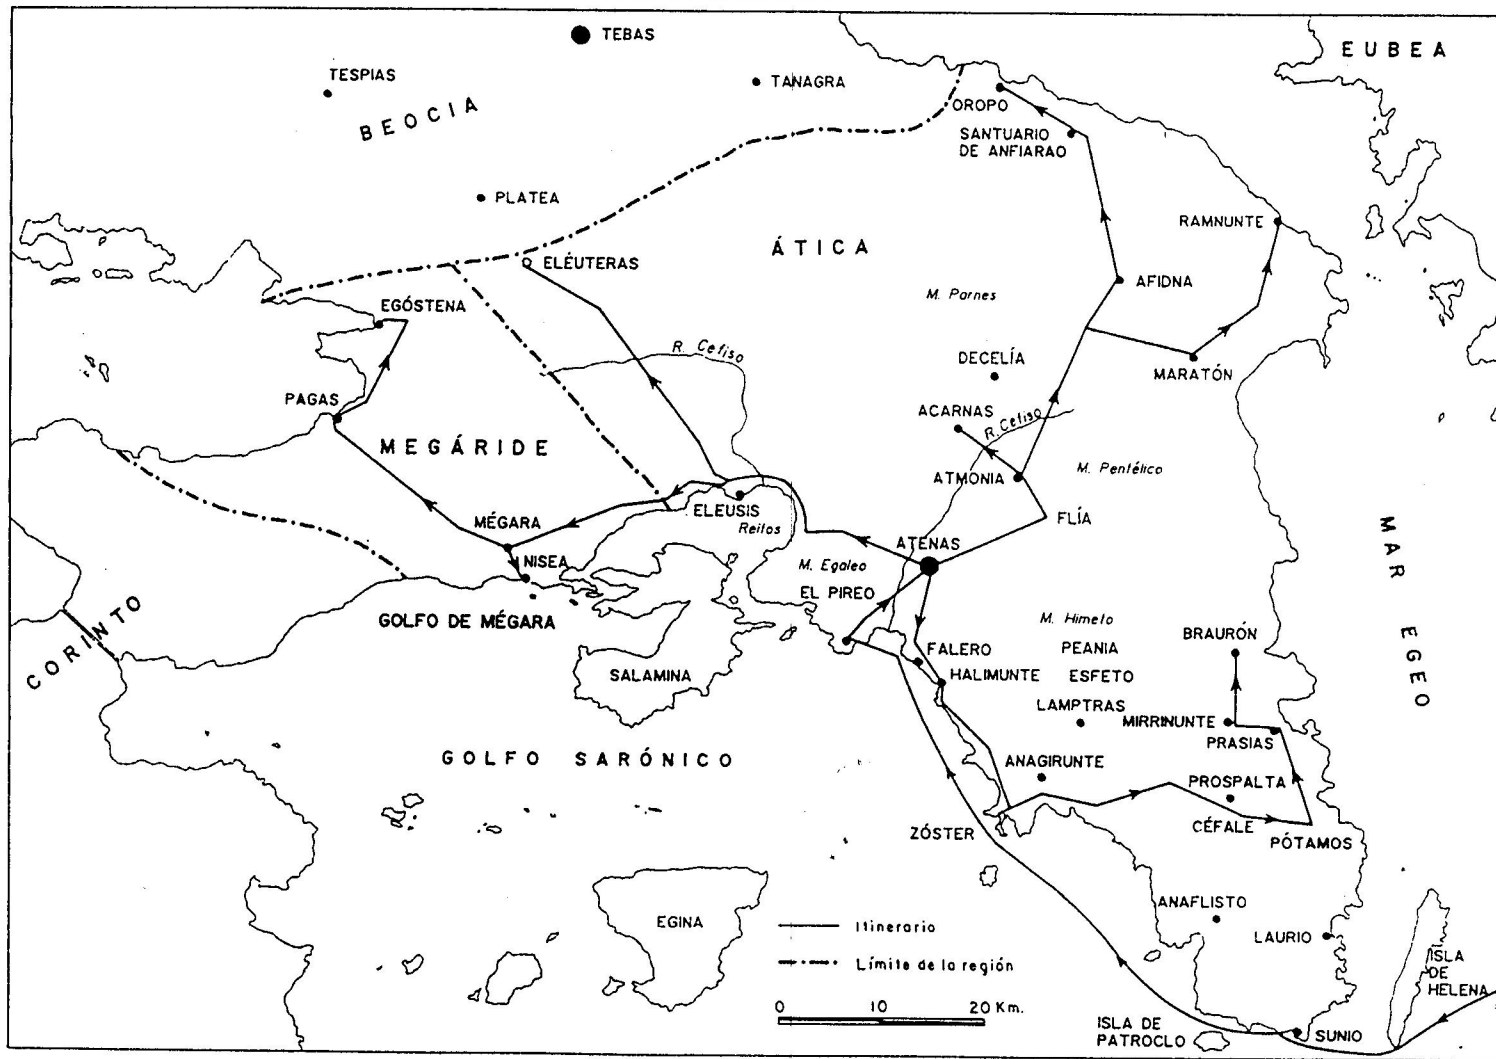 TEBAS
EUBEA
TESPIAS
TANAGRA
BEOCIA
OROPO
SANTUARIO
DE ANFIARAO
PLATEA
RAMNUNTE
ÁTICA
ELÉUTERAS
AFIDNA
M. Parnes
EGÓSTENA
R. Cefiso
DECELÍA
MARATÓN
PAGAS
ACARNAS
R. Cefiso
MEGÁRIDE
M. Pentélico
ATMONIA
ELEUSIS
MÉGARA
Reitos
FLÍA
MAR EGEO
ATENAS
NISEA
M. Egaleo
EL PIREO
GOLFO DE MÉGARA
M. Himeto
CORINTO
BRAURÓN
FALERO
PEANIA
SALAMINA
HALIMUNTE
ESFETO
LAMPTRAS
MIRRINUNTE
PRASIAS
GOLFO SARÓNICO
ANAGIRUNTE
PROSPALTA
ZÓSTER
CÉFALE
PÓTAMOS
ANAFLISTO
EGINA
Itinerario
LAURIO
Límite de la región
ISLA
DE
HELENA
0 10 20 Km.
ISLA DE
PATROCLO
SUNIO